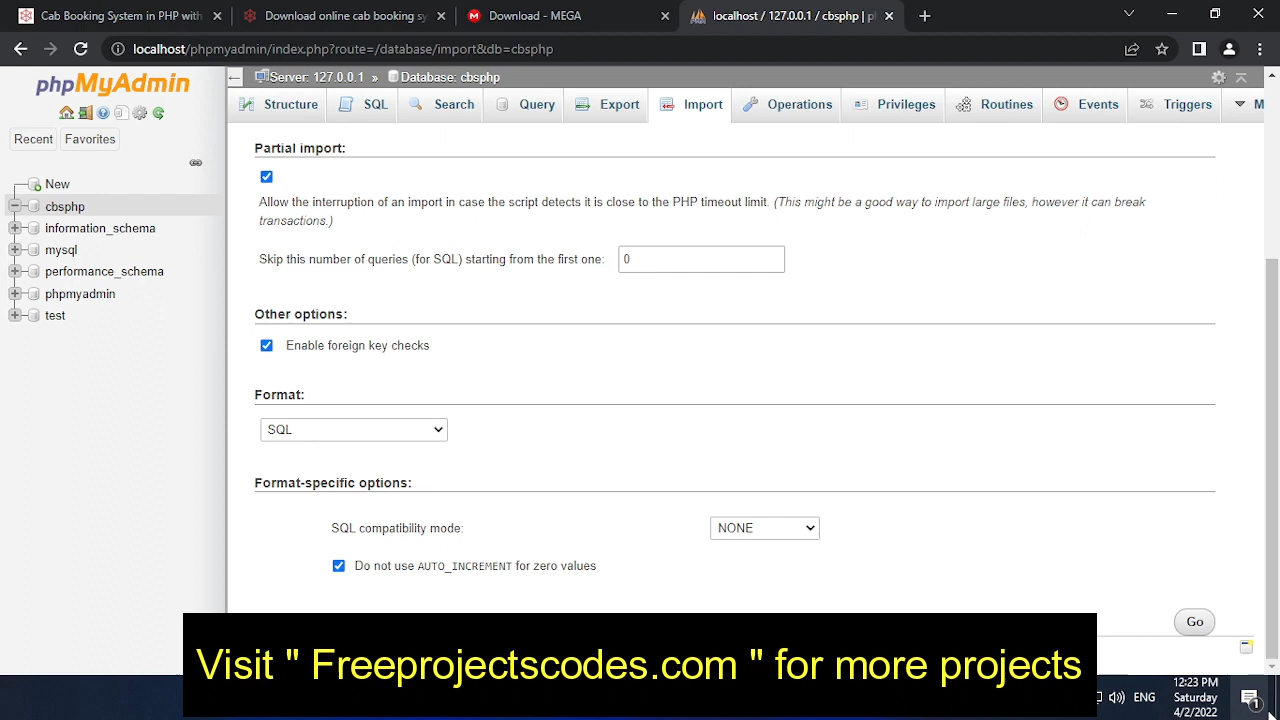 Cab Booking System In PHP with
Online cab booking sy
Download - MEGA
localhost / 127.0.0.1 / cbsphp | p
localhost/phpmyadmin/index.php?route=/database/import&db=cbsphp
phpMyAdmin
Server: 127.0.0.1 » Database: cbsphp
Structure SQL Search Query Export Import Operations Privileges Routines Events Triggers M
Recent Favorites
New
cbsphp
information_schema
mysql
performance_schema
phpmyadmin
test
Partial import:
Allow the interruption of an import in case the script detects it is close to the PHP timeout limit. (This might be a good way to import large files, however it can break
transactions.)
Skip this number of queries (for SQL) starting from the first one: 0
Other options:
Enable foreign key checks
Format:
SQL
Format-specific options:
SQL compatibility mode: NONE
Do not use AUTO_INCREMENT for zero values
Go
Visit " Freeprojectscodes.com " for more projects
ENG
12:23 PM
Saturday
4/2/2022
1